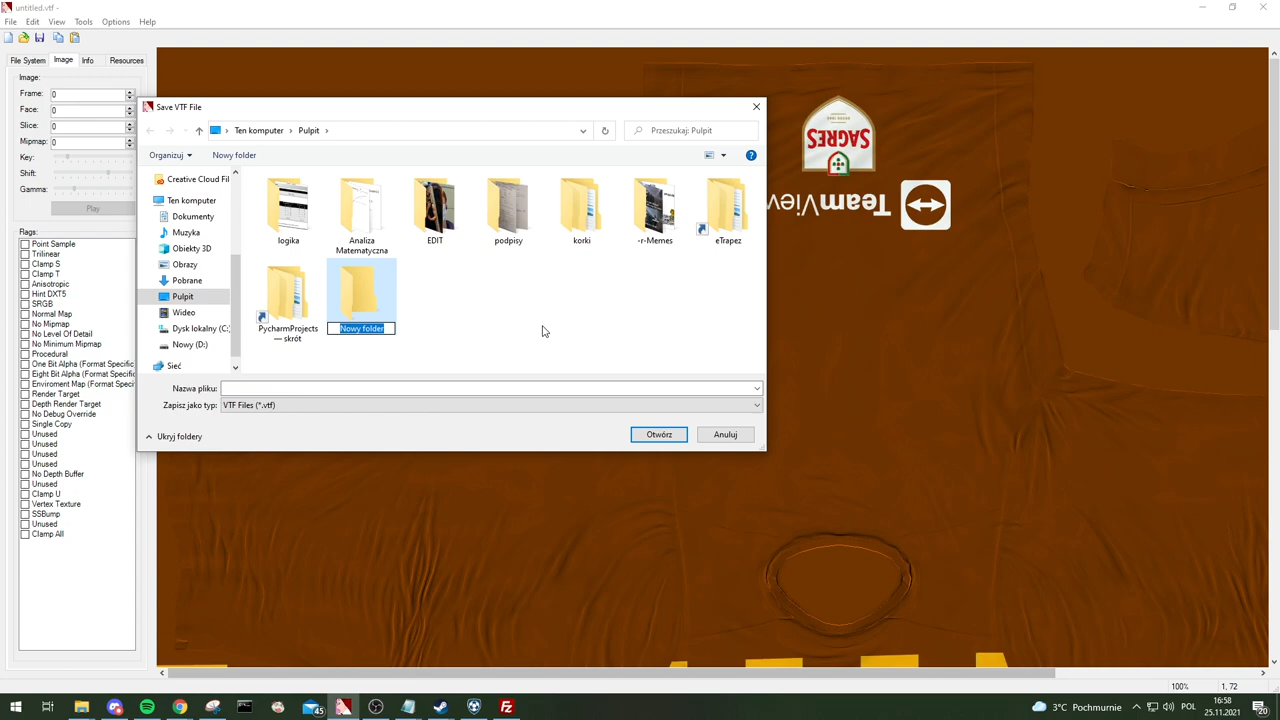 untitled.vtf -
File Edit View Tools Options Help
File System Image Info Resources
Image:
Frame: 0
Face: 0
Slice: 0
Mipmap: 0
Key:
Shift:
Gamma:
Play
Flags:
Point Sample
Trilinear
Clamp S
Clamp T
Anisotropic
Hint DXT5
SRGB
Normal Map
No Mipmap
No Level Of Detail
No Minimum Mipmap
Procedural
One Bit Alpha (Format Specific
Eight Bit Alpha (Format Specific
Enviroment Map (Format Speci
Render Target
Depth Render Target
No Debug Override
Single Copy
Unused
Unused
Unused
Unused
No Depth Buffer
Unused
Clamp U
Vertex Texture
SSBump
Unused
Clamp All
Save VTF File
Ten komputer › Pulpit ›
Przeszukaj: Pulpit
Organizuj Nowy folder
Creative Cloud Fil
Ten komputer
Dokumenty
Muzyka
Obiekty 3D
Obrazy
Pobrane
Pulpit
Wideo
Dysk lokalny (C:)
Nowy (D:)
Sieć
logika
Analiza Matematyczna
EDIT
podpisy
korki
-r-Memes
eTrapez
PycharmProjects — skrót
Nowy folder
Nazwa pliku:
Zapisz jako typ: VTF Files (*.vtf)
Ukryj foldery
Otwórz Anuluj
SAGRES
TeamView
100% 1, 72
45
3°C Pochmurnie
POL
16:58
25.11.2021
20